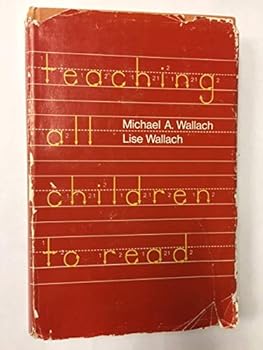 teaching
Michael A. Wallach
all
Lise Wallach
children
to read